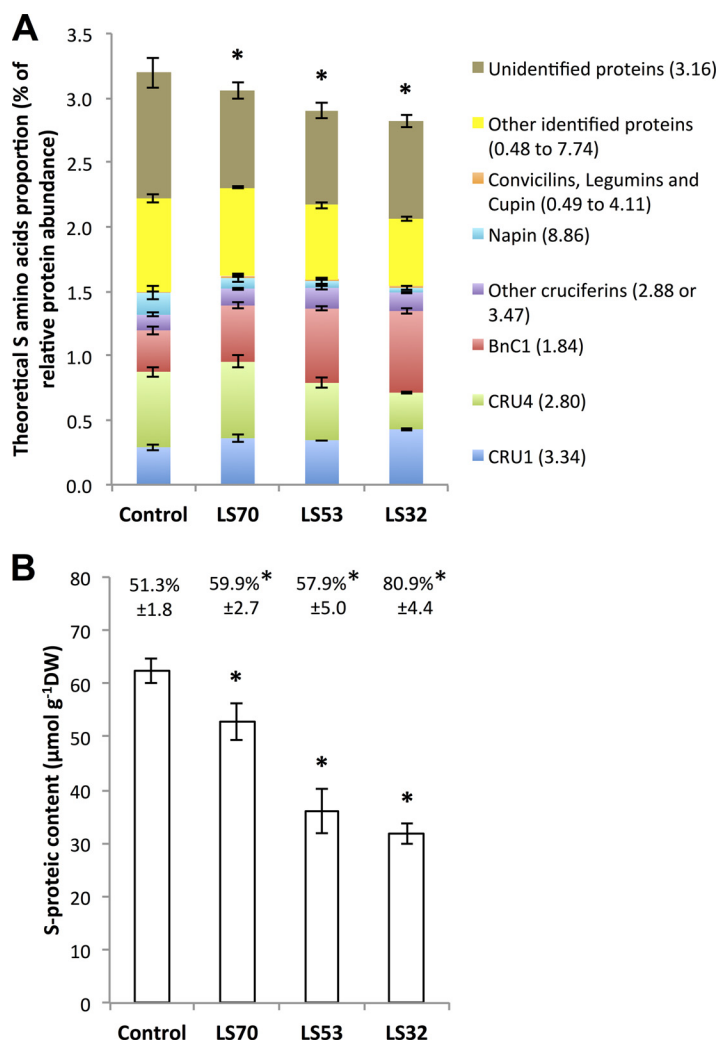 A
Theoretical S amino acids proportion (% of
relative protein abundance)
3.5
3.0
2.5
2.0
1.5
1.0
0.5
0.0
* * *
Control LS70 LS53 LS32
Unidentified proteins (3.16)
Other identified proteins
(0.48 to 7.74)
Convicilins, Legumins and
Cupin (0.49 to 4.11)
Napin (8.86)
Other cruciferins (2.88 or
3.47)
BnC1 (1.84)
CRU4 (2.80)
CRU1 (3.34)
B
S-proteic content (µmol g⁻¹DW)
80
70
60
50
40
30
20
10
0
51.3% 59.9%* 57.9%* 80.9%*
±1.8 ±2.7 ±5.0 ±4.4
* * *
Control LS70 LS53 LS32